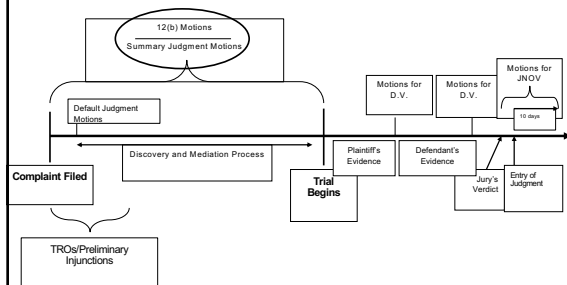 12(b) Motions
Summary Judgment Motions
Motions for
JNOV
Motions for
D.V.
Motions for
D.V.
Default Judgment
Motions
10 days
Discovery and Mediation Process
Plaintiff's
Evidence
Defendant's
Evidence
Complaint Filed
Trial
Begins
Jury's
Verdict
Entry of
Judgment
TROs/Preliminary
Injunctions